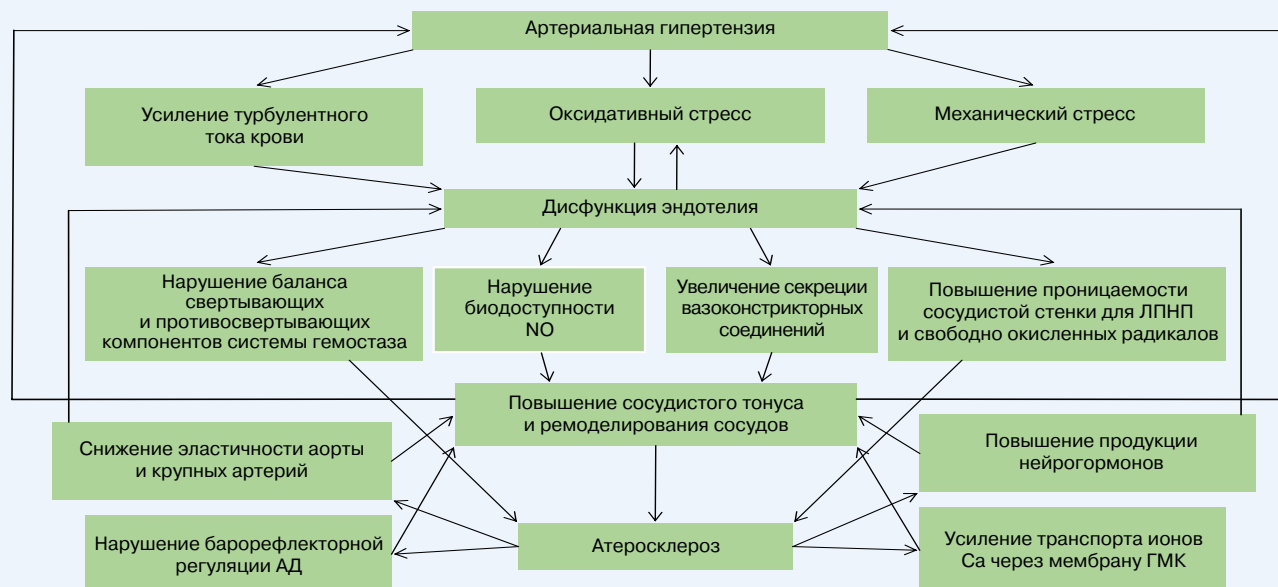 Артериальная гипертензия
Усиление турбулентного
тока крови
Оксидативный стресс
Механический стресс
Дисфункция эндотелия
Нарушение баланса
свертывающих
и противосвертывающих
компонентов системы гемостаза
Нарушение
биодоступности
NO
Увеличение секреции
вазоконстрикторных
соединений
Повышение проницаемости
сосудистой стенки для ЛПНП
и свободно окисленных радикалов
Повышение сосудистого тонуса
и ремоделирования сосудов
Снижение эластичности аорты
и крупных артерий
Повышение продукции
нейрогормонов
Нарушение барорефлекторной
регуляции АД
Атеросклероз
Усиление транспорта ионов
Са через мембрану ГМК